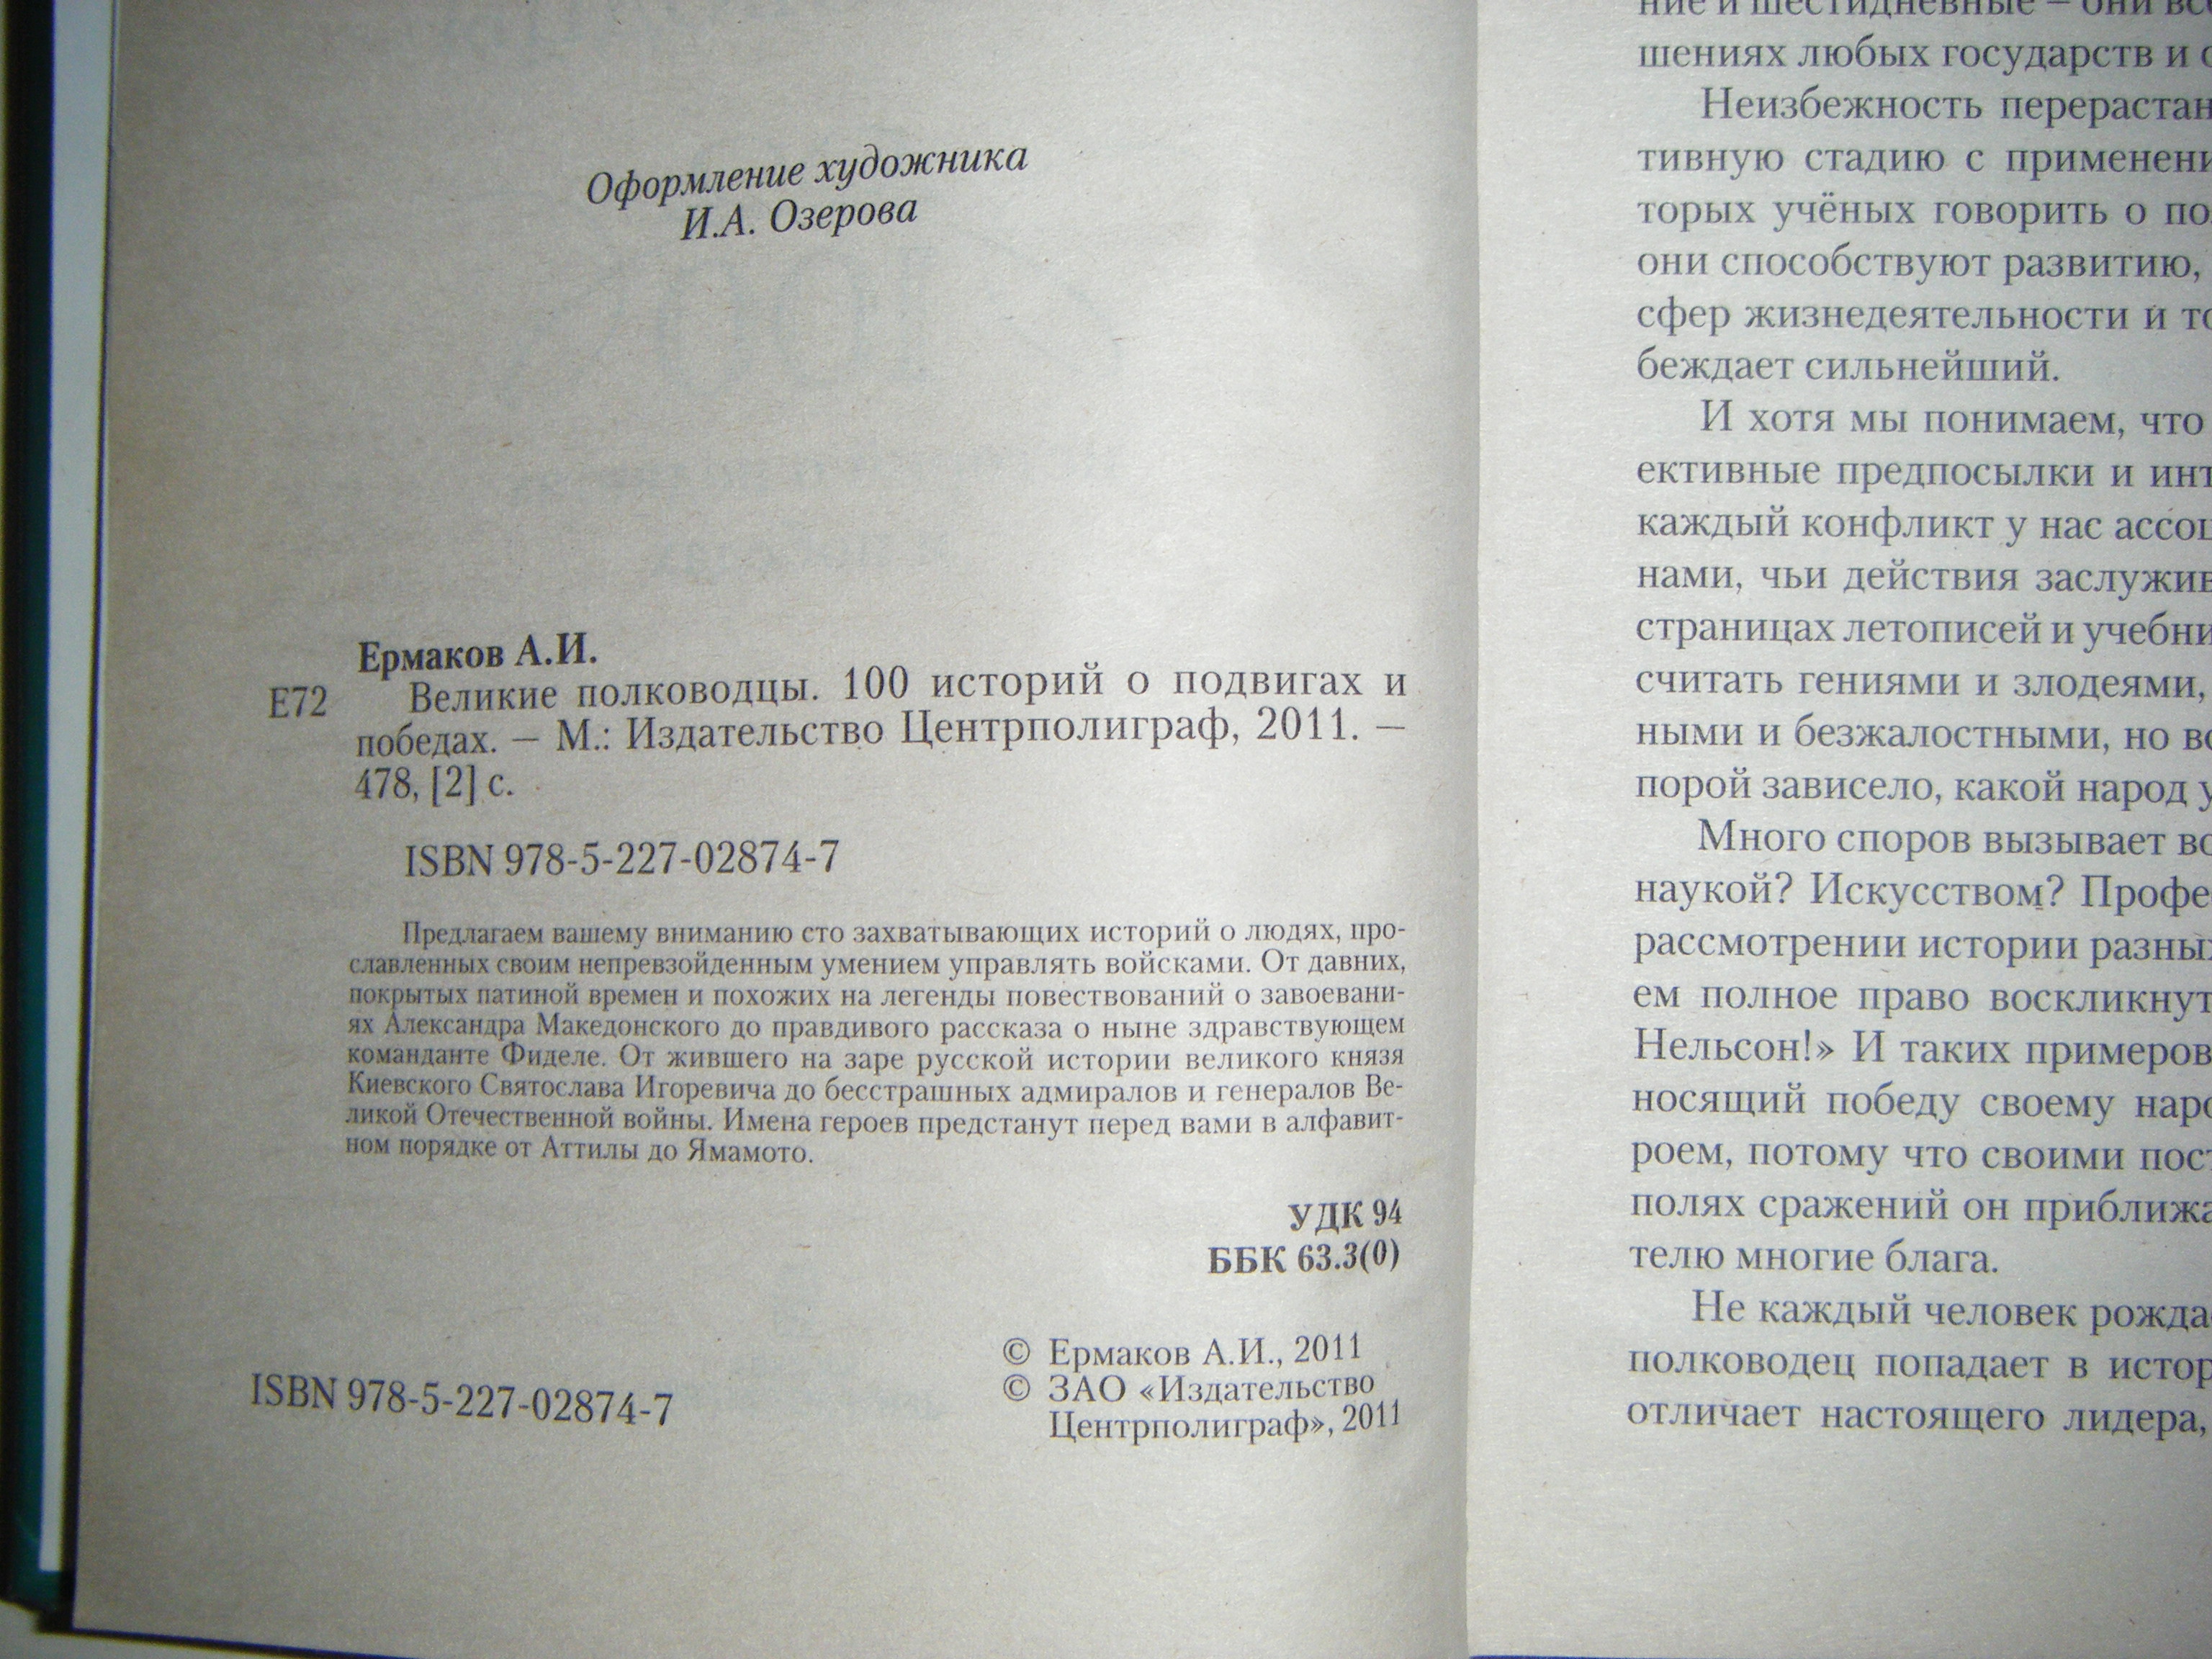 Оформление художника
И.А. Озерова
Ермаков А.И.
Е72 Великие полководцы. 100 историй о подвигах и
победах. — М.: Издательство Центрполиграф, 2011. —
478, [2] с.
ISBN 978-5-227-02874-7
Предлагаем вашему вниманию сто захватывающих историй о людях, про-
славленных своим непревзойденным умением управлять войсками. От давних,
покрытых патиной времен и похожих на легенды повествований о завоевани-
ях Александра Македонского до правдивого рассказа о ныне здравствующем
команданте Фиделе. От жившего на заре русской истории великого князя
Киевского Святослава Игоревича до бесстрашных адмиралов и генералов Ве-
ликой Отечественной войны. Имена героев предстанут перед вами в алфавит-
ном порядке от Аттилы до Ямамото.
УДК 94
ББК 63.3(0)
© Ермаков А.И., 2011
© ЗАО «Издательство
Центрполиграф», 2011
ISBN 978-5-227-02874-7
ние и шестидневные – они
шениях любых государств и
Неизбежность перерастан
тивную стадию с применени
торых учёных говорить о по
они способствуют развитию,
сфер жизнедеятельности и то
беждает сильнейший.
И хотя мы понимаем, что
ективные предпосылки и инт
каждый конфликт у нас ассоц
нами, чьи действия заслужив
страницах летописей и учебни
считать гениями и злодеями,
ными и безжалостными, но вс
порой зависело, какой народ у
Много споров вызывает во
наукой? Искусством? Профе
рассмотрении истории разны
ем полное право воскликнут
Нельсон!» И таких примеров
носящий победу своему наро
роем, потому что своими пост
полях сражений он приближа
телю многие блага.
Не каждый человек рожда
полководец попадает в истор
отличает настоящего лидера,